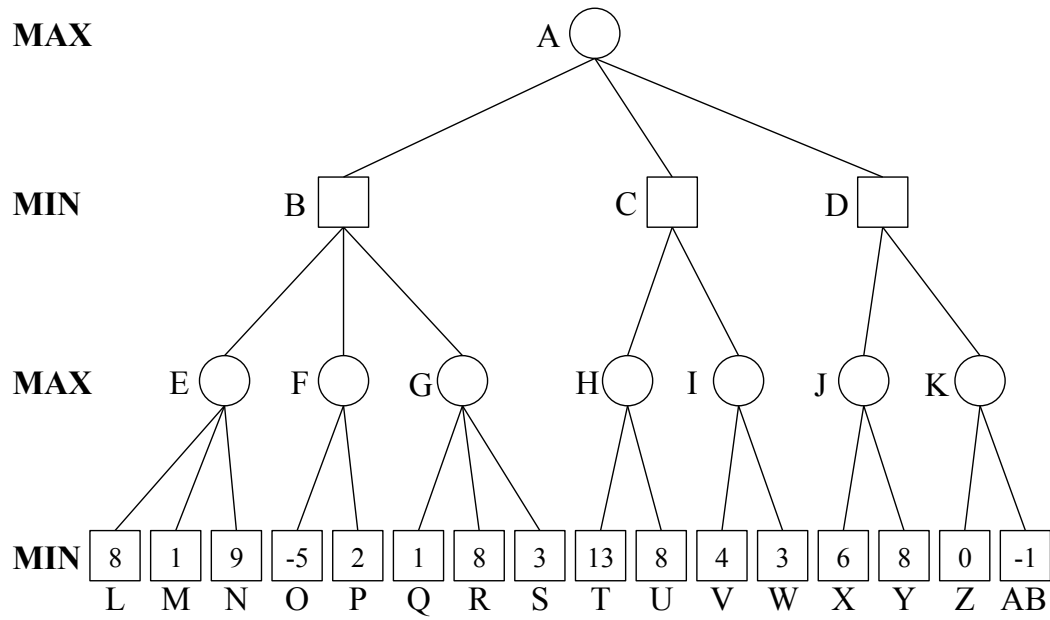 MAX A
MIN B C D
MAX E F G H I J K
MIN 8 1 9 -5 2 1 8 3 13 8 4 3 6 8 0 -1
L M N O P Q R S T U V W X Y Z AB